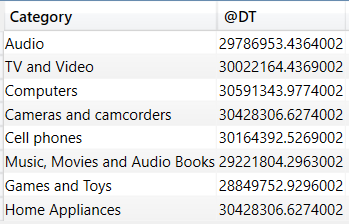 Category @DT
Audio 29786953.4364002
TV and Video 30022164.4369002
Computers 30591343.9774002
Cameras and camcorders 30428306.6274002
Cell phones 30164392.5269002
Music, Movies and Audio Books 29221804.2963002
Games and Toys 28849752.9296002
Home Appliances 30428306.6274002